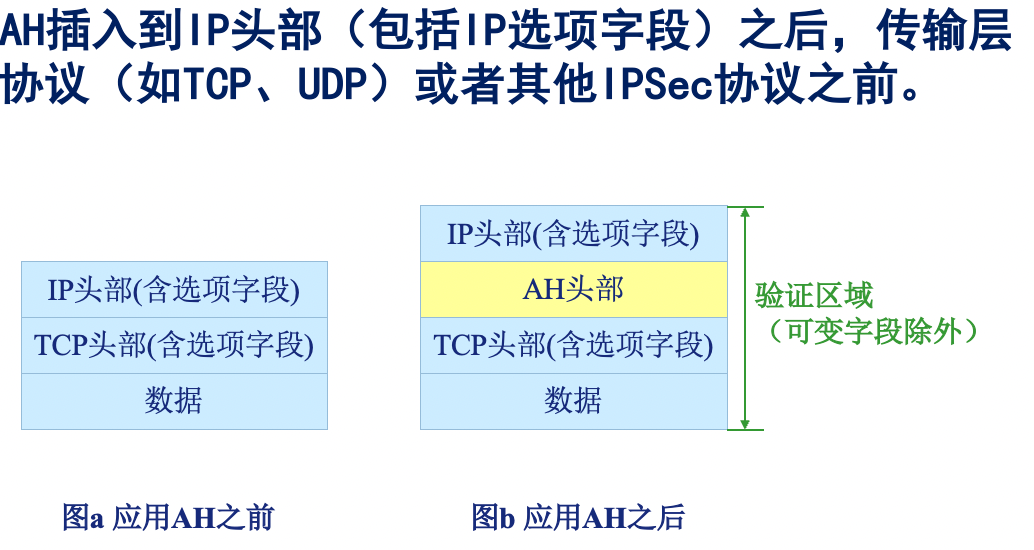 AH插入到IP头部（包括IP选项字段）之后，传输层
协议（如TCP、UDP）或者其他IPSec协议之前。
IP头部(含选项字段)
TCP头部(含选项字段)
数据
图a 应用AH之前
IP头部(含选项字段)
AH头部
TCP头部(含选项字段)
数据
验证区域
（可变字段除外）
图b 应用AH之后